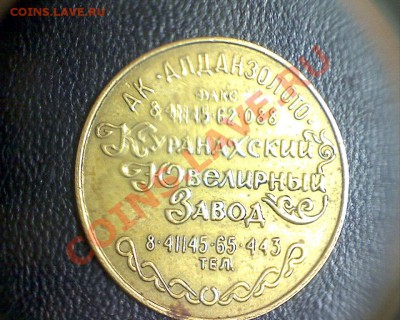 COINS.LAVE.RU
АК "АЛДАНЗОЛОТО"
ФАКС
8·41145·62·088
Куранахский
Ювелирный
Завод
8·41145·65·443
ТЕЛ.
COINS.LAVE.RU